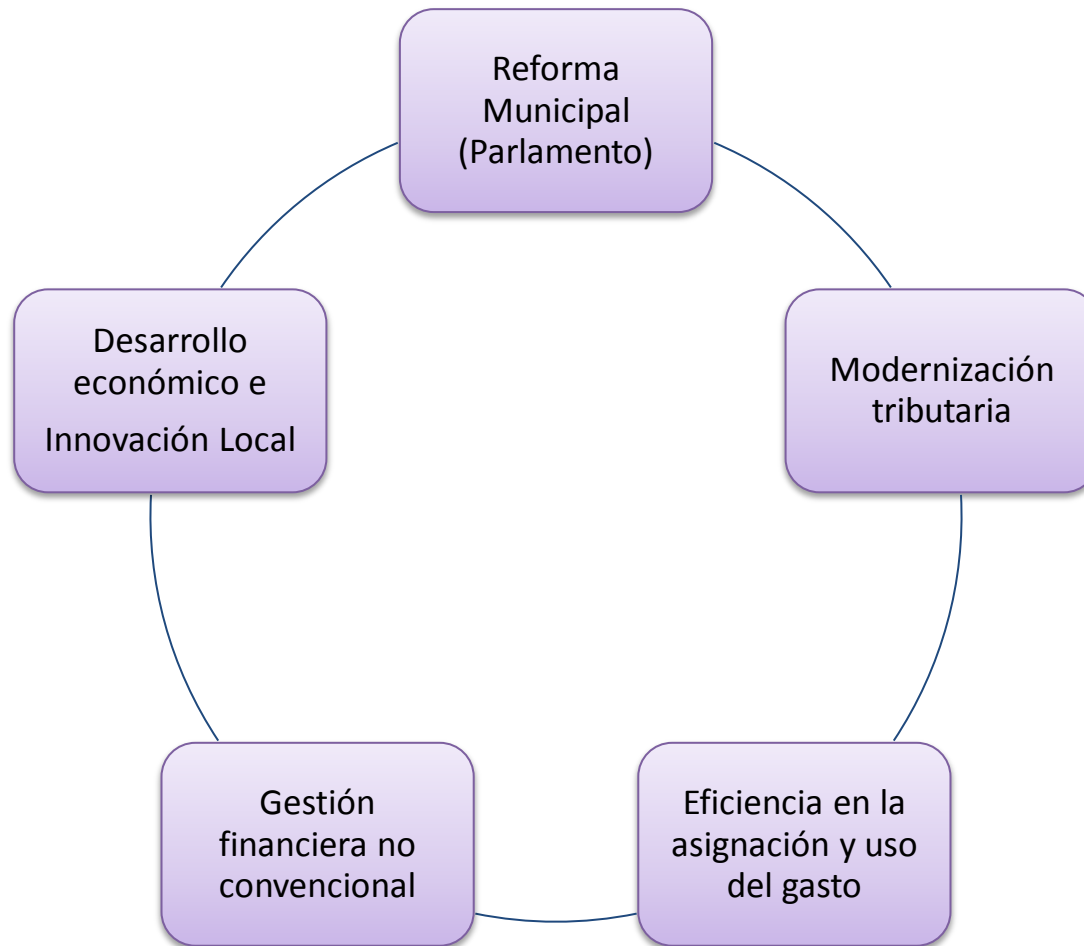 Reforma
Municipal
(Parlamento)
Modernización
tributaria
Eficiencia en la
asignación y uso
del gasto
Gestión
financiera no
convencional
Desarrollo
económico e
Innovación Local